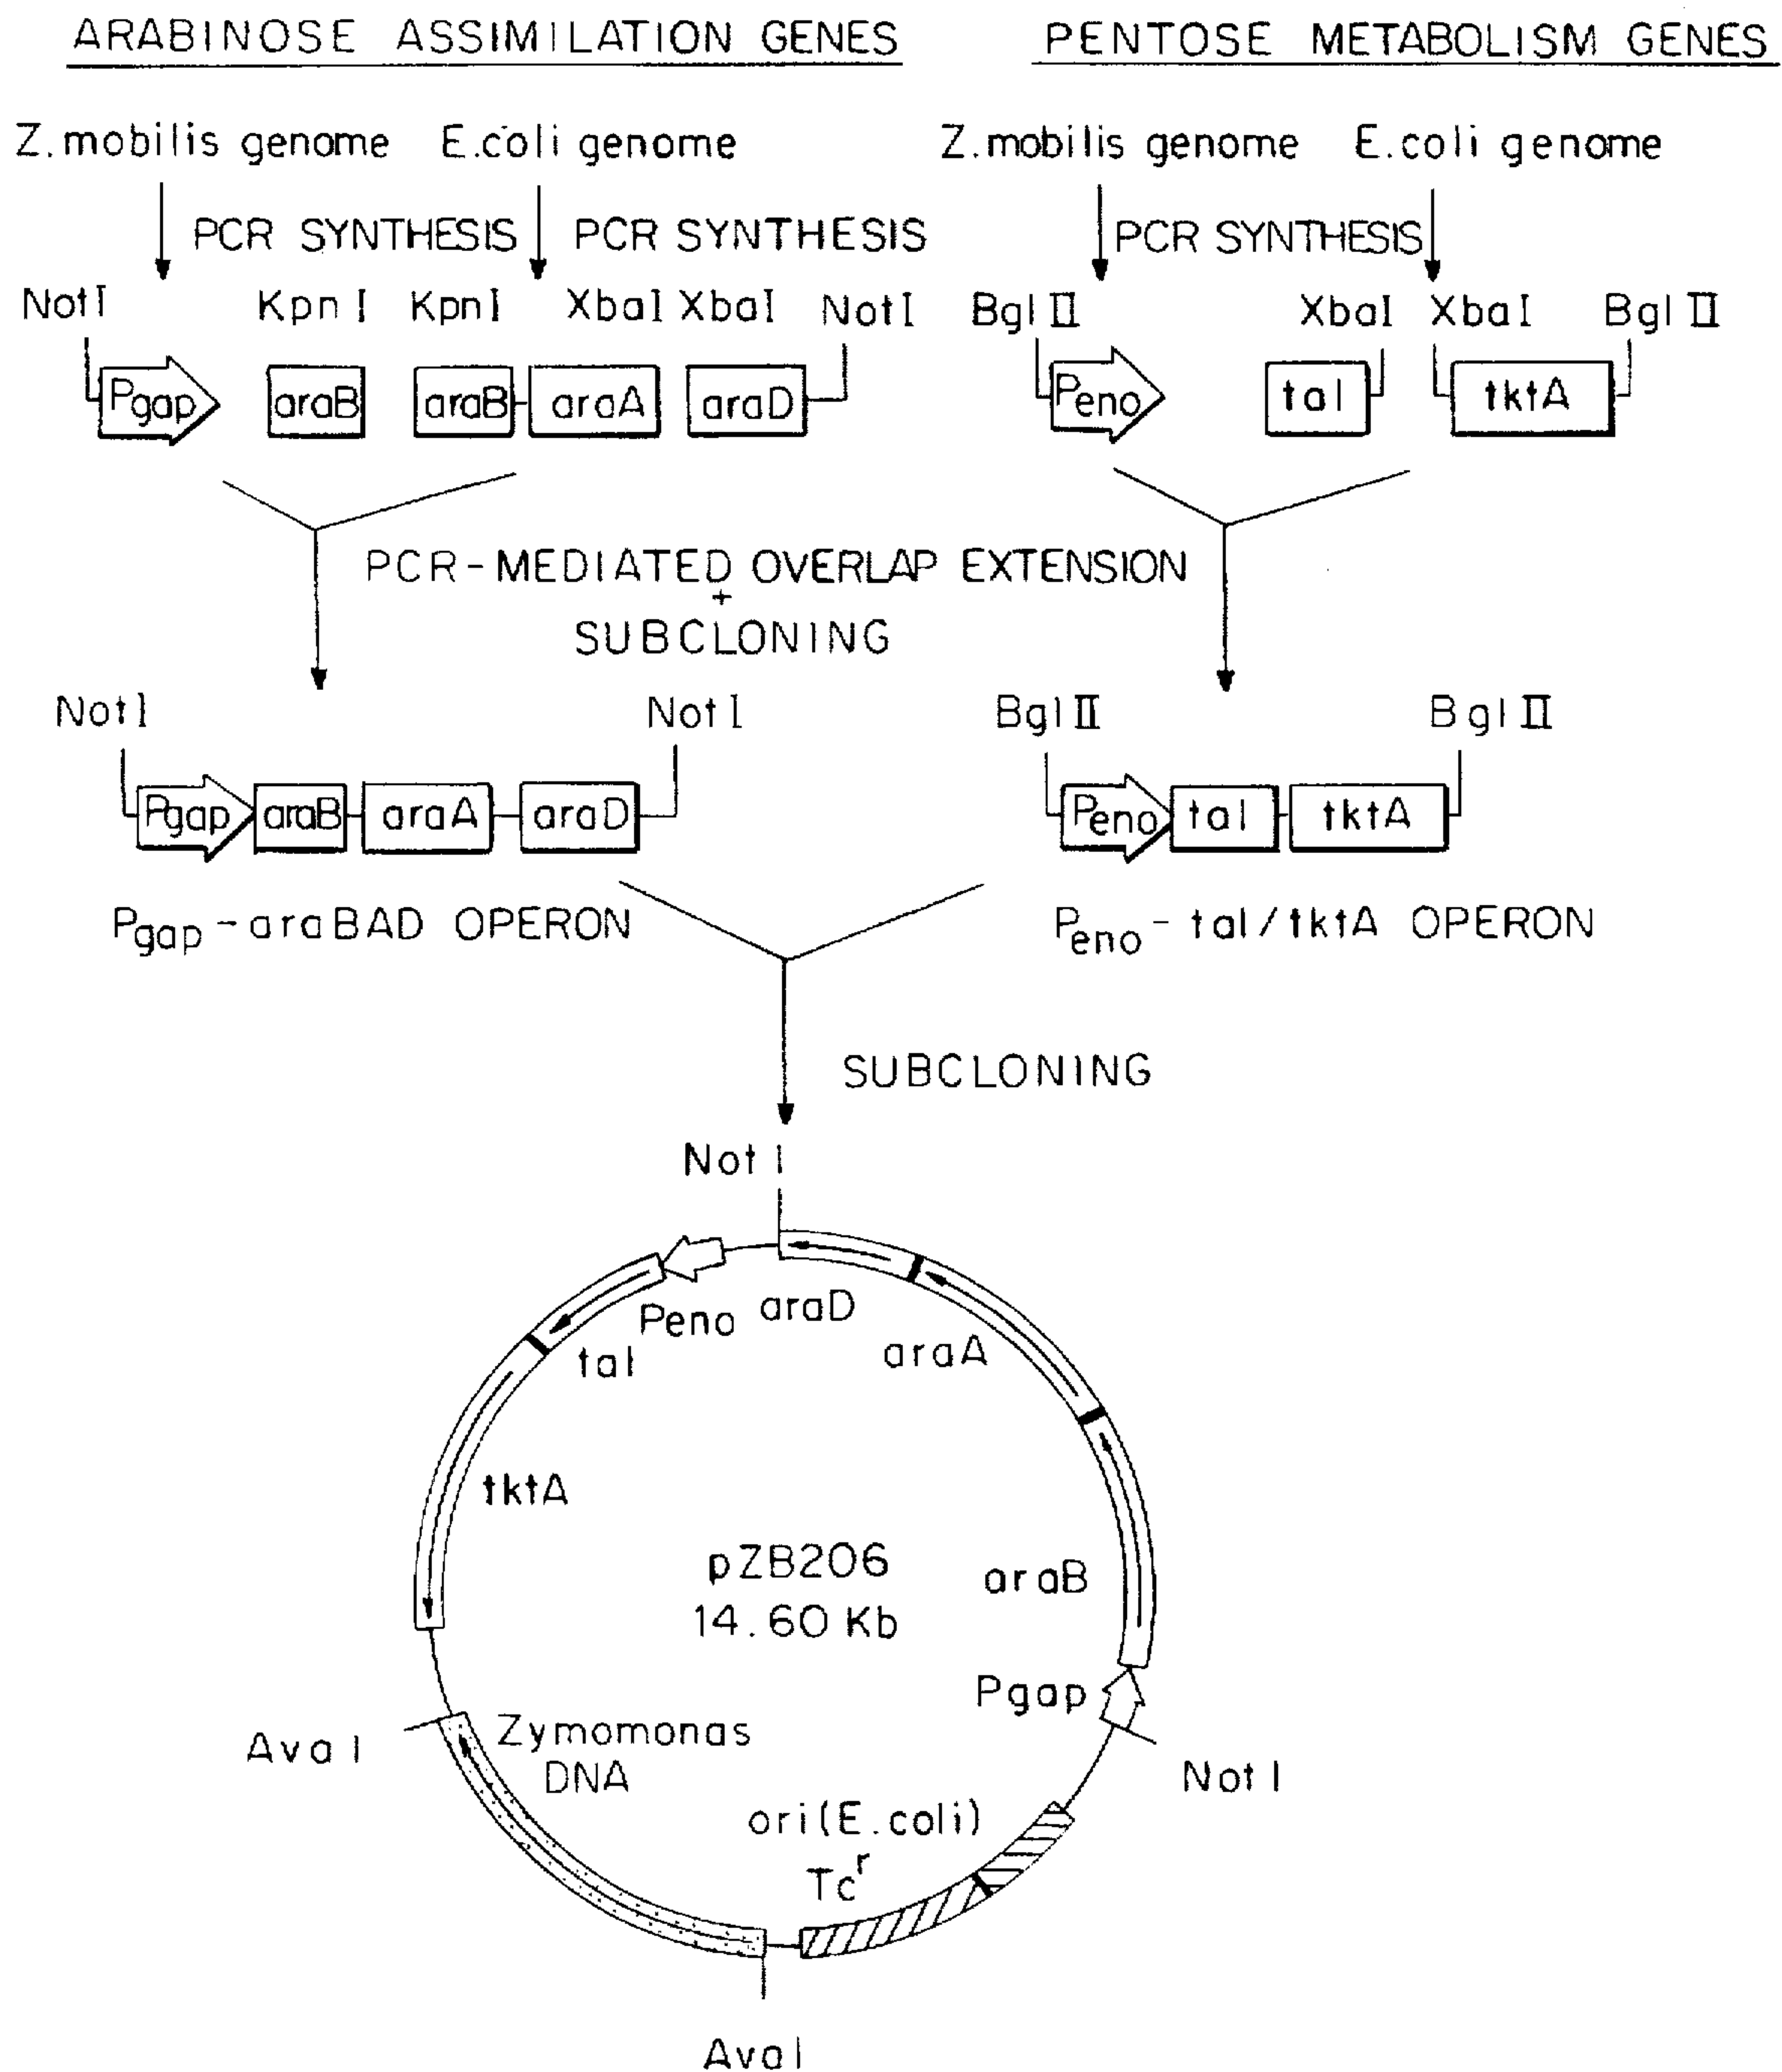 ARABINOSE ASSIMILATION GENES PENTOSE METABOLISM GENES
Z.mobilis genome E.coli genome Z.mobilis genome E.coli genome
PCR SYNTHESIS PCR SYNTHESIS PCR SYNTHESIS
NotI KpnI KpnI XbaI XbaI NotI BglII XbaI XbaI BglII
Pgap araB araB araA araD Peno tal tktA
PCR-MEDIATED OVERLAP EXTENSION
+
SUBCLONING
NotI NotI BglII BglII
Pgap araB araA araD Peno tal tktA
Pgap-araBAD OPERON Peno-tal/tktA OPERON
SUBCLONING
NotI
Peno araD
tal araA
tktA
pZB206 araB
14.60 Kb
Pgap
AvaI Zymomonas
DNA NotI
ori(E.coli)
Tcr
AvaI